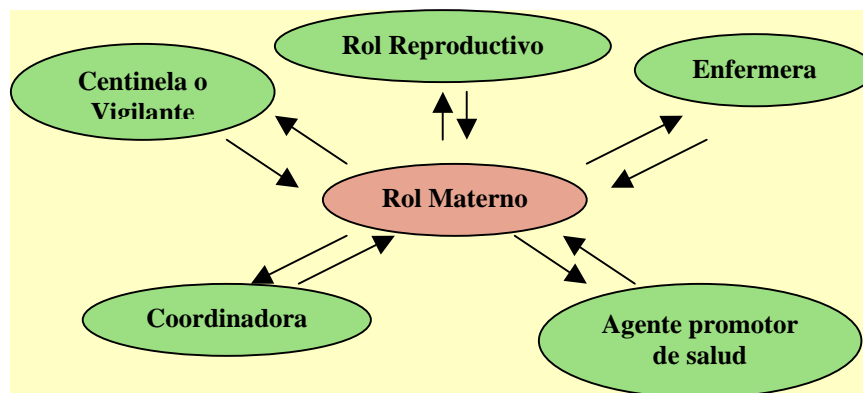 Rol Reproductivo
Centinela o
Vigilante
Enfermera
Rol Materno
Coordinadora
Agente promotor
de salud